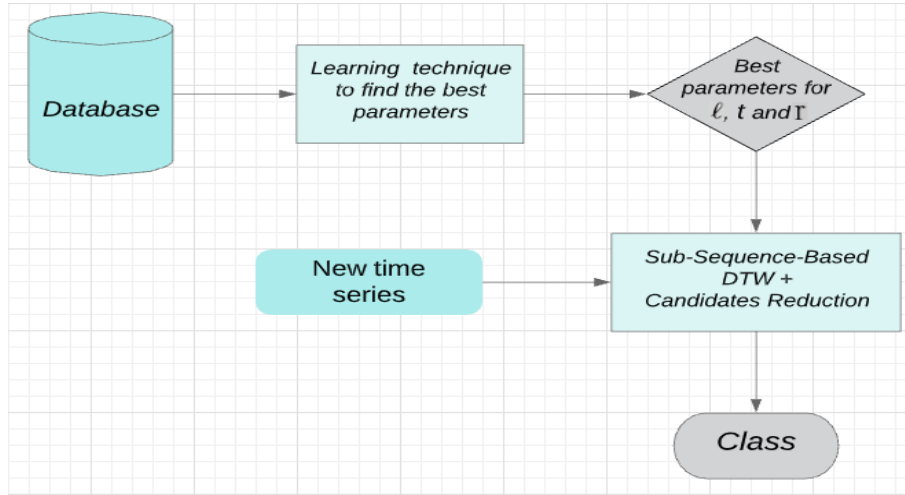 Database
Learning technique
to find the best
parameters
Best
parameters for
ℓ, t and r
New time
series
Sub-Sequence-Based
DTW +
Candidates Reduction
Class